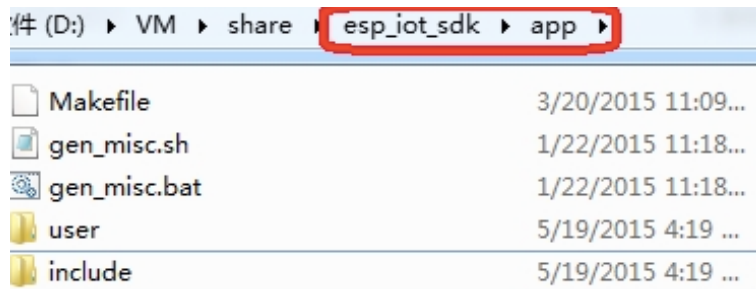 件 (D:) ▸ VM ▸ share ▸ esp_iot_sdk ▸ app ▸
Makefile 3/20/2015 11:09...
gen_misc.sh 1/22/2015 11:18...
gen_misc.bat 1/22/2015 11:18...
user 5/19/2015 4:19 ...
include 5/19/2015 4:19 ...